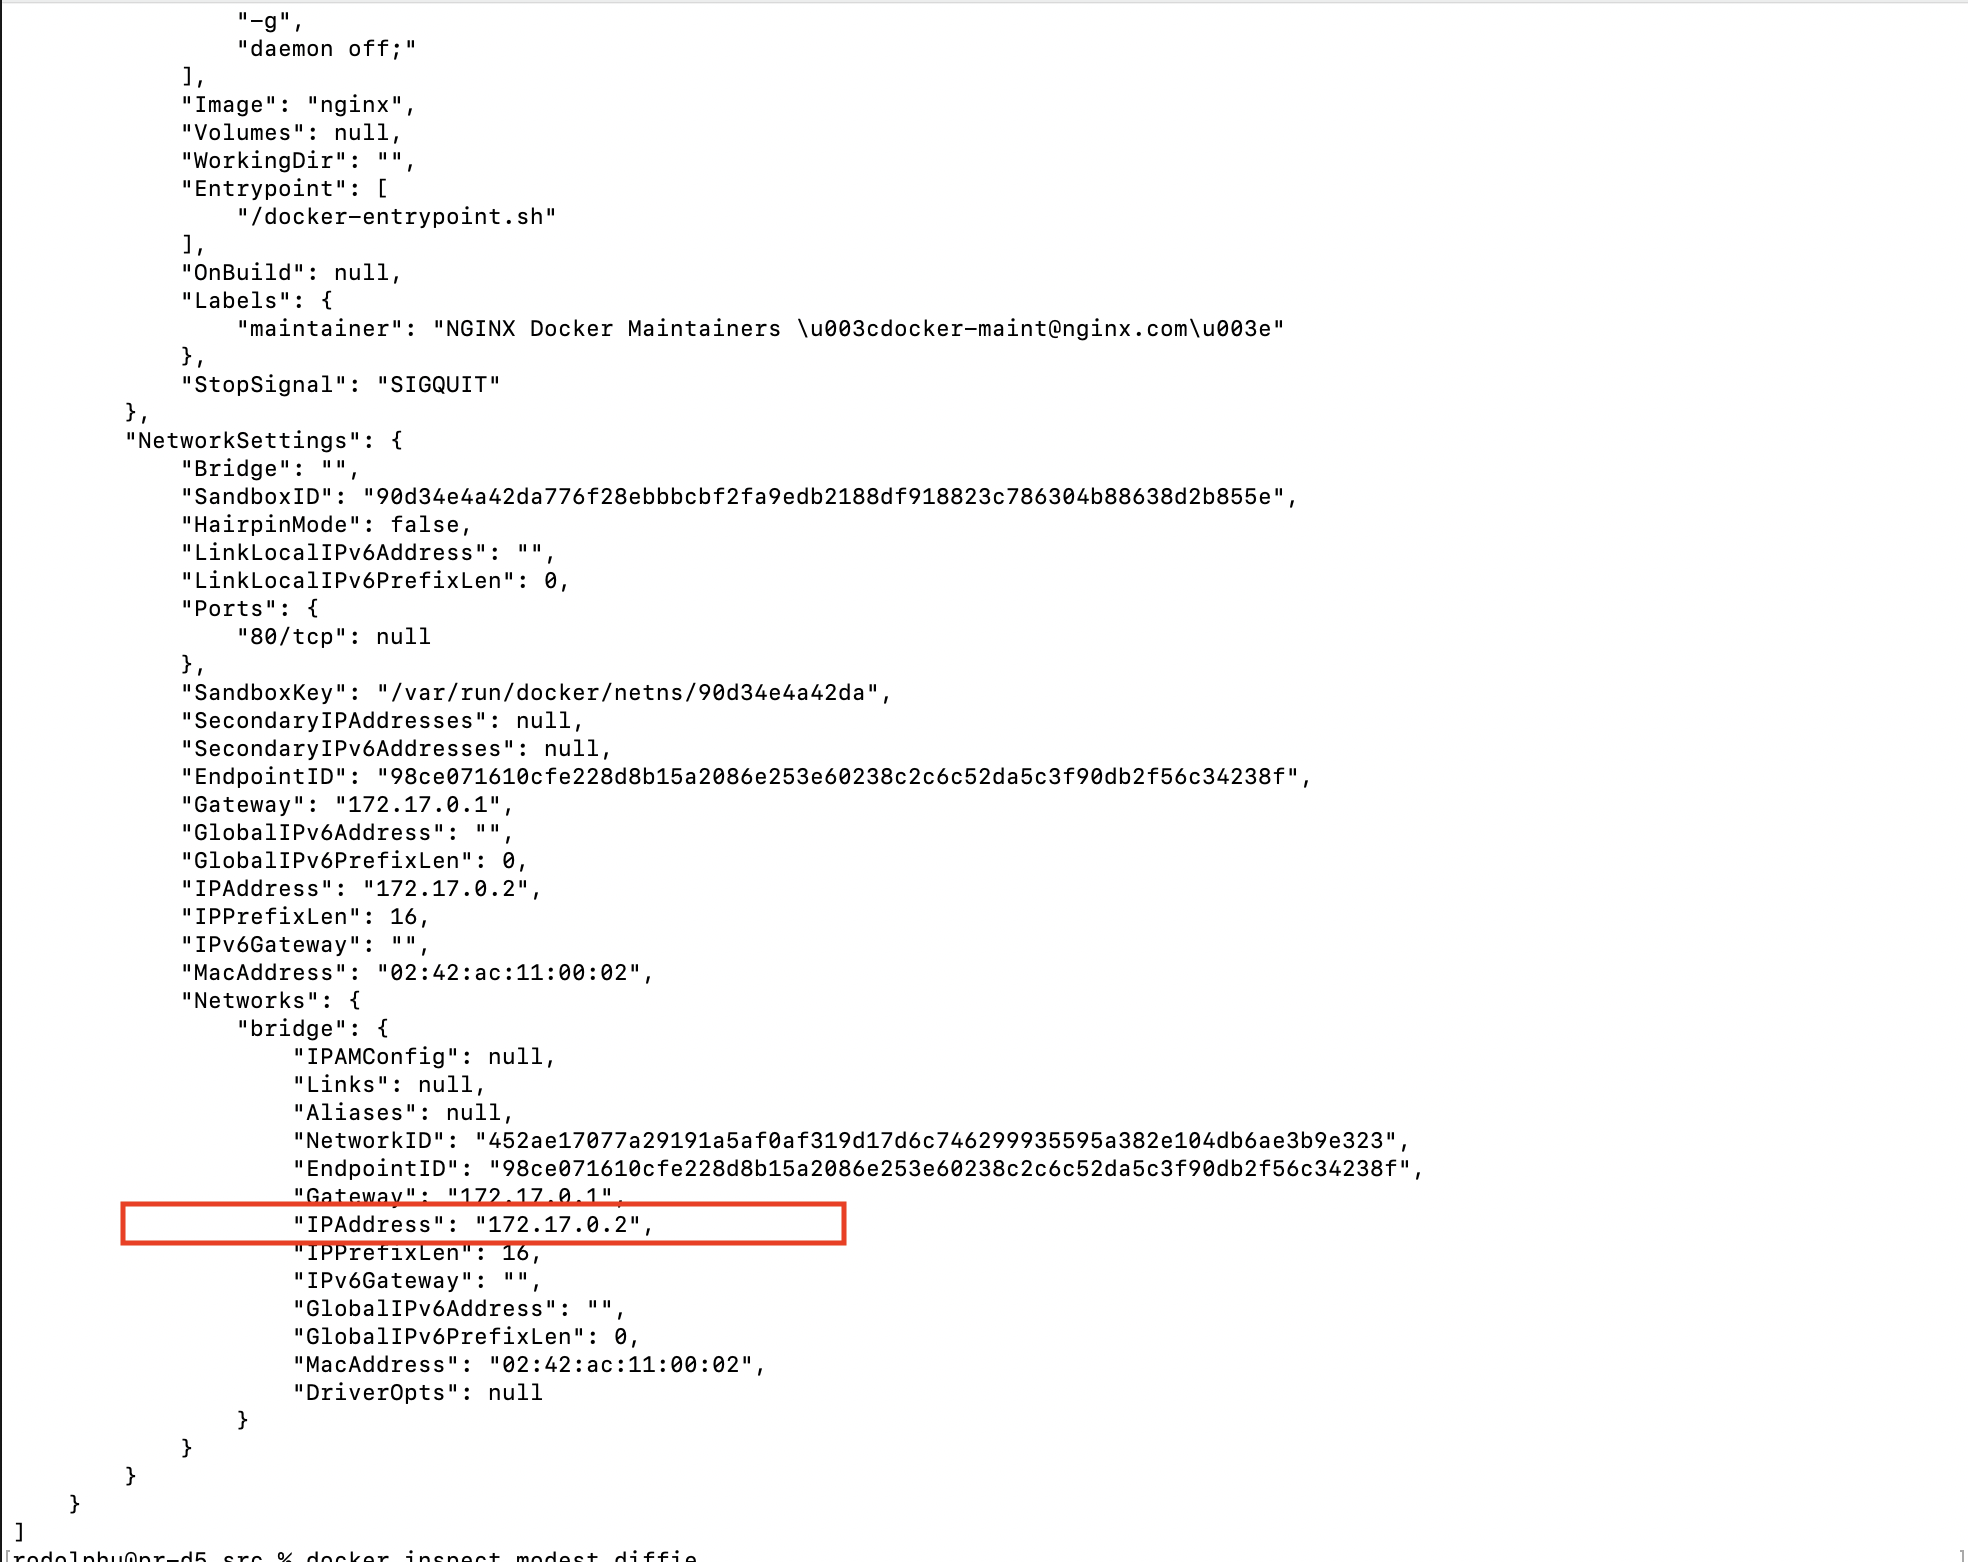 "-g",
"daemon off;"
],
"Image": "nginx",
"Volumes": null,
"WorkingDir": "",
"Entrypoint": [
"/docker-entrypoint.sh"
],
"OnBuild": null,
"Labels": {
"maintainer": "NGINX Docker Maintainers \u003cdocker-maint@nginx.com\u003e"
},
"StopSignal": "SIGQUIT"
},
"NetworkSettings": {
"Bridge": "",
"SandboxID": "90d34e4a42da776f28ebbbcbf2fa9edb2188df918823c786304b88638d2b855e",
"HairpinMode": false,
"LinkLocalIPv6Address": "",
"LinkLocalIPv6PrefixLen": 0,
"Ports": {
"80/tcp": null
},
"SandboxKey": "/var/run/docker/netns/90d34e4a42da",
"SecondaryIPAddresses": null,
"SecondaryIPv6Addresses": null,
"EndpointID": "98ce071610cfe228d8b15a2086e253e60238c2c6c52da5c3f90db2f56c34238f",
"Gateway": "172.17.0.1",
"GlobalIPv6Address": "",
"GlobalIPv6PrefixLen": 0,
"IPAddress": "172.17.0.2",
"IPPrefixLen": 16,
"IPv6Gateway": "",
"MacAddress": "02:42:ac:11:00:02",
"Networks": {
"bridge": {
"IPAMConfig": null,
"Links": null,
"Aliases": null,
"NetworkID": "452ae17077a29191a5af0af319d17d6c746299935595a382e104db6ae3b9e323",
"EndpointID": "98ce071610cfe228d8b15a2086e253e60238c2c6c52da5c3f90db2f56c34238f",
"Gateway": "172.17.0.1",
"IPAddress": "172.17.0.2",
"IPPrefixLen": 16,
"IPv6Gateway": "",
"GlobalIPv6Address": "",
"GlobalIPv6PrefixLen": 0,
"MacAddress": "02:42:ac:11:00:02",
"DriverOpts": null
}
}
}
}
]
[rodolphu@pr-d5 src % docker inspect modest_diffie ]